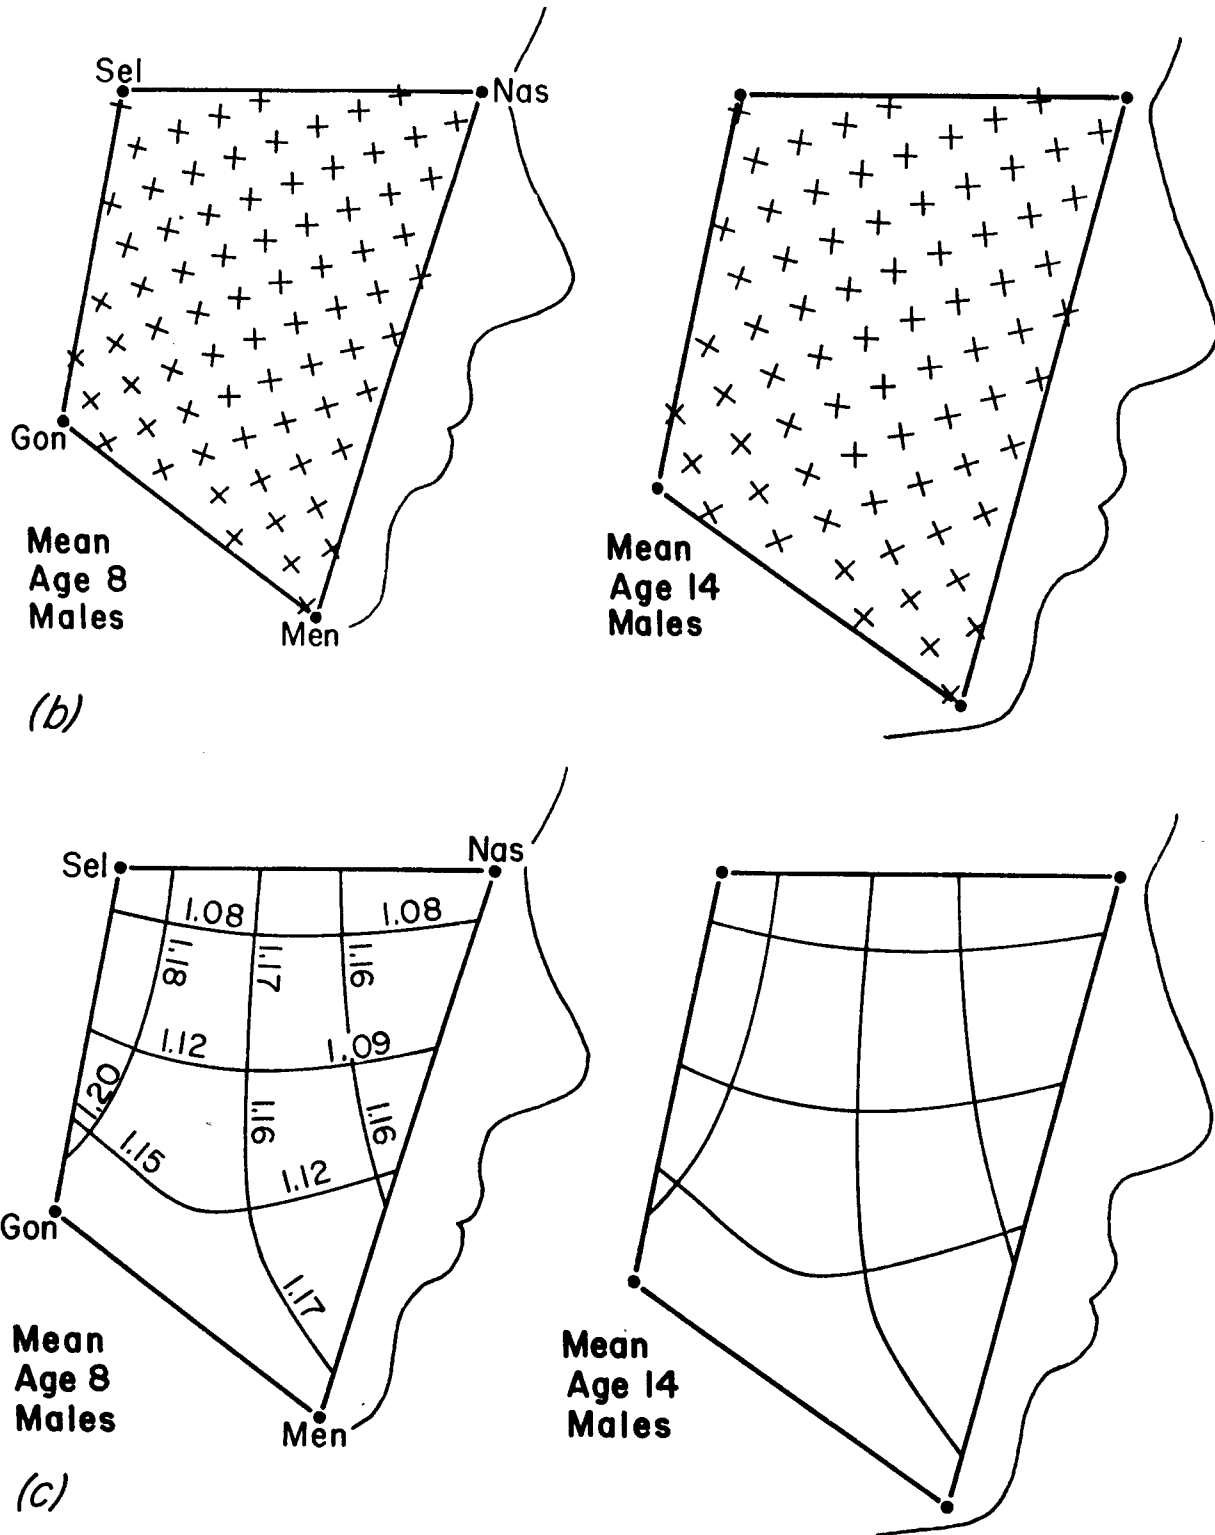 Sel
Nas
Gon
Men
Mean
Age 8
Males
Mean
Age 14
Males
(b)
Sel
Nas
1.08
1.08
1.18
1.17
1.16
1.12
1.09
1.20
1.16
1.16
1.15
1.12
Gon
1.17
Mean
Age 8
Males
Men
Mean
Age 14
Males
(c)